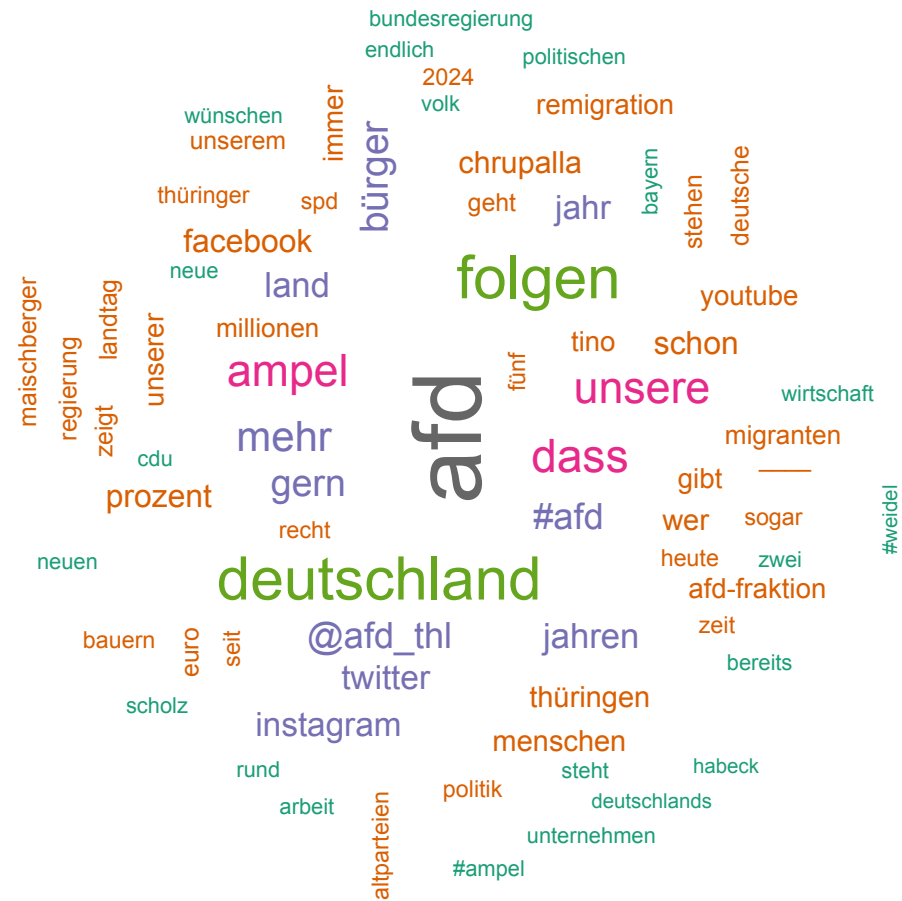 bundesregierung
endlich
politischen
2024
volk
remigration
wünschen
unserem
immer
bürger
chrupalla
bayern
stehen
deutsche
thüringer
spd
geht
jahr
facebook
neue
land
folgen
maischberger
regierung
landtag
zeigt
unserer
millionen
youtube
tino
schon
fünf
ampel
afd
unsere
wirtschaft
mehr
dass
migranten
cdu
gern
gibt
prozent
#afd
wer
sogar
#weidel
recht
neuen
deutschland
heute
zwei
afd-fraktion
bauern
euro
seit
@afd_thl
jahren
zeit
twitter
bereits
scholz
instagram
thüringen
menschen
rund
steht
habeck
arbeit
altparteien
politik
deutschlands
unternehmen
#ampel